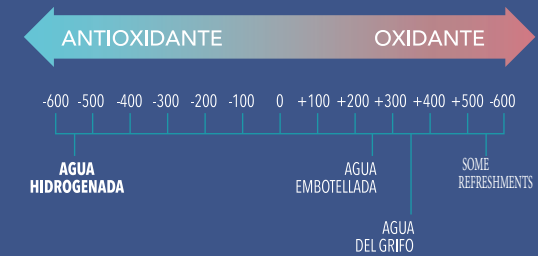 ANTIOXIDANTE OXIDANTE
-600 -500 -400 -300 -200 -100 0 +100 +200 +300 +400 +500 -600
AGUA
HIDROGENADA
AGUA
EMBOTELLADA
SOME
REFRESHMENTS
AGUA
DEL GRIFO